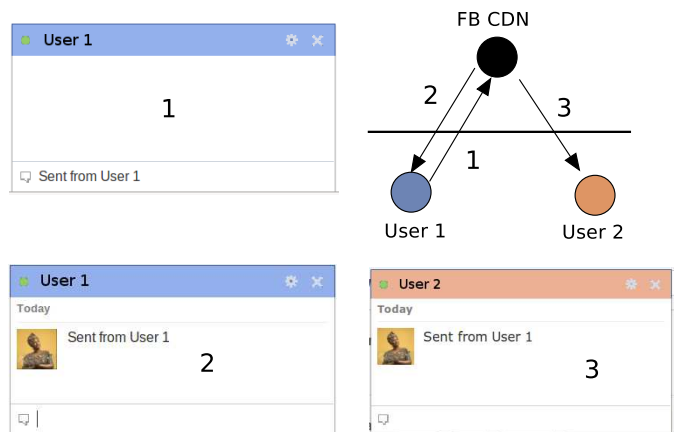 User 1
1
Sent from User 1
FB CDN
2
3
1
User 1
User 2
User 1
Today
Sent from User 1
2
User 2
Today
Sent from User 1
3